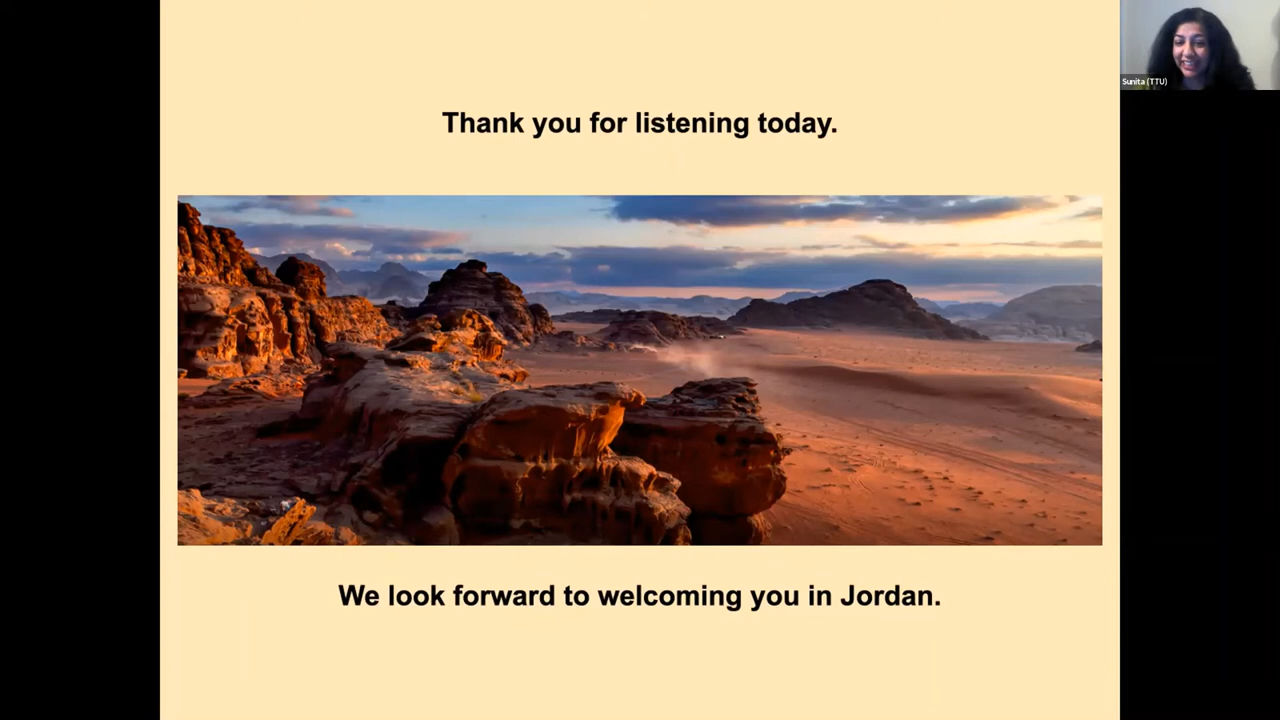 Sunita (TTU)
Thank you for listening today.
We look forward to welcoming you in Jordan.